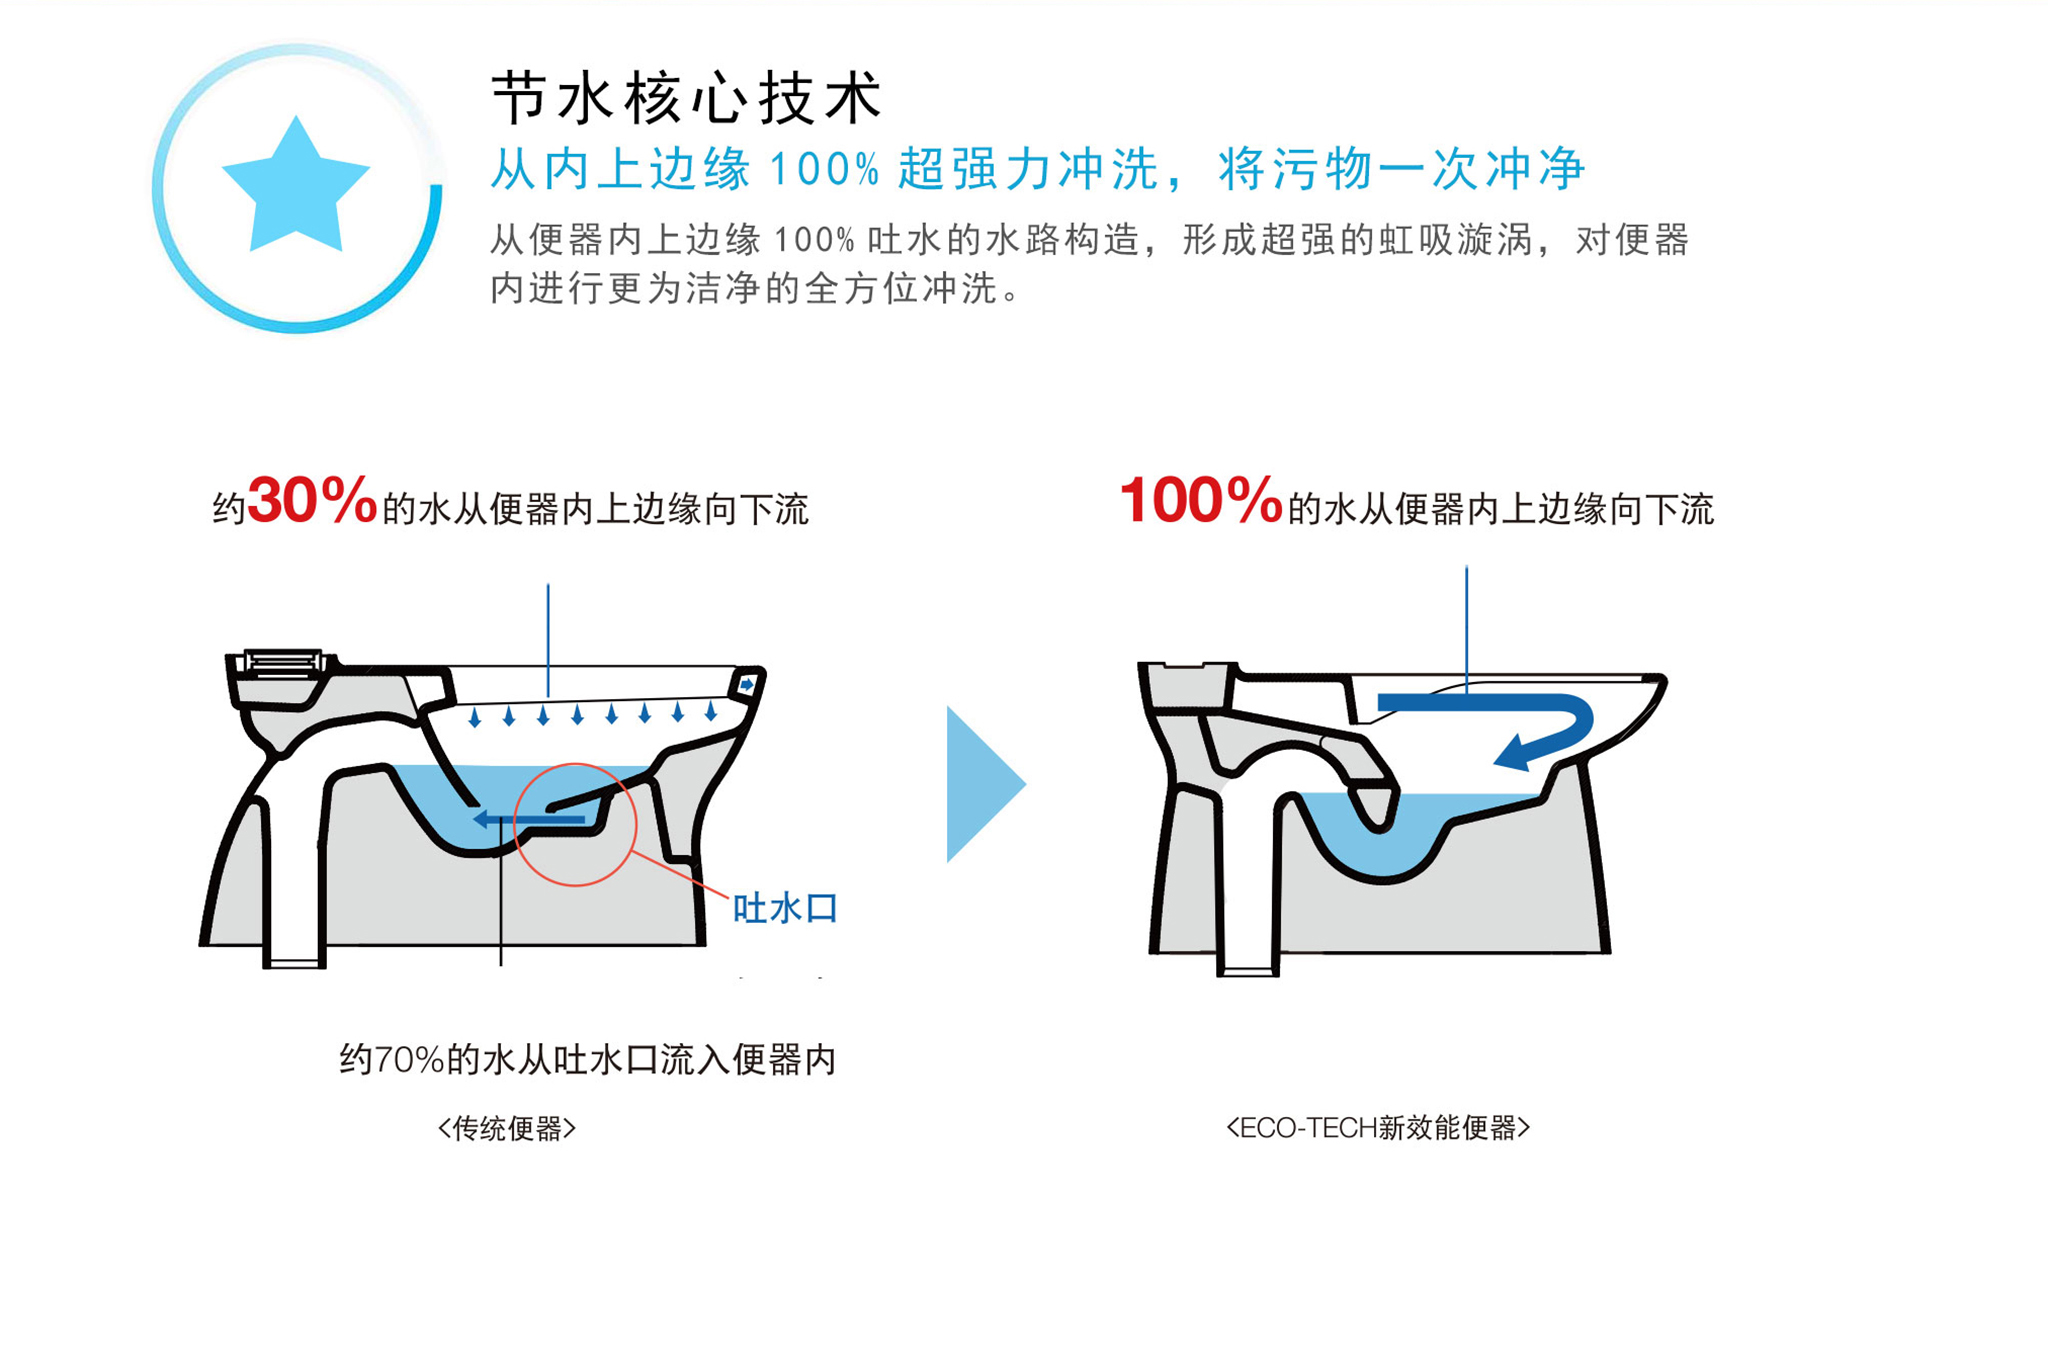 节水核心技术
从内上边缘100%超强力冲洗，将污物一次冲净
从便器内上边缘100%吐水的水路构造，形成超强的虹吸漩涡，对便器
内进行更为洁净的全方位冲洗。
约30%的水从便器内上边缘向下流
100%的水从便器内上边缘向下流
吐水口
约70%的水从吐水口流入便器内
<传统便器>
<ECO-TECH新效能便器>